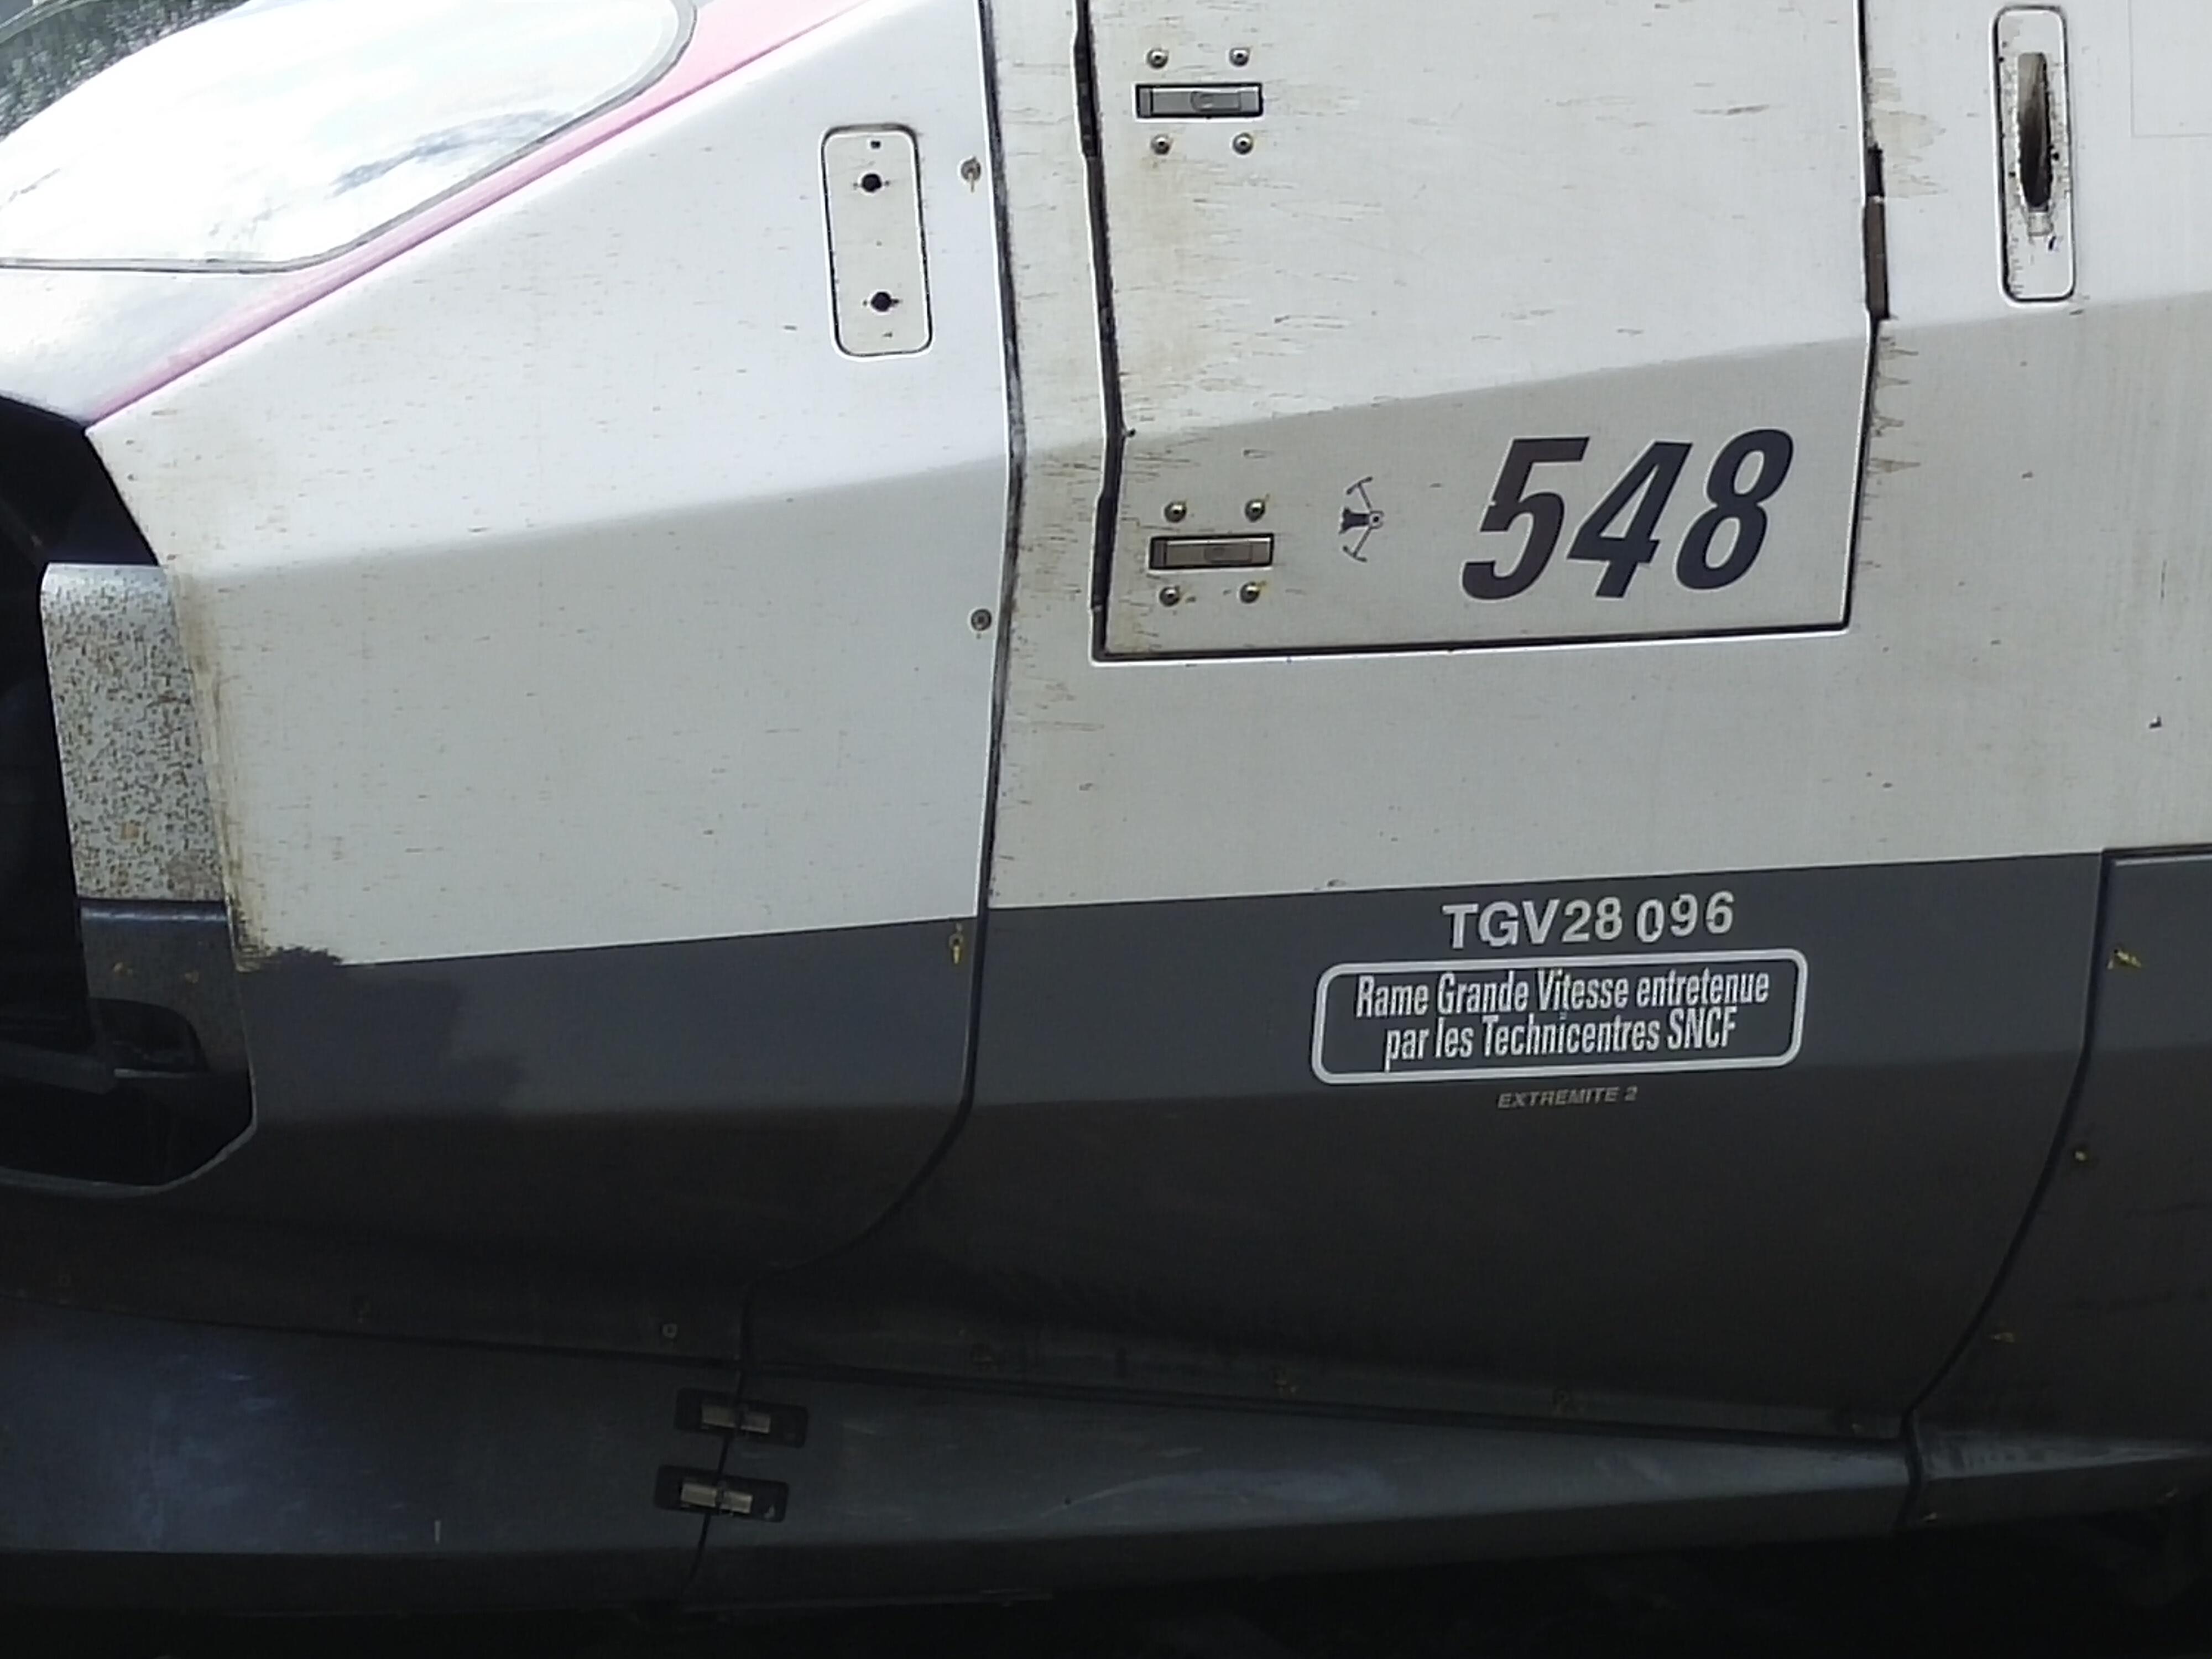 548
TGV28 096
Rame Grande Vitesse entretenue
par les Technicentres SNCF
EXTREMITE 2